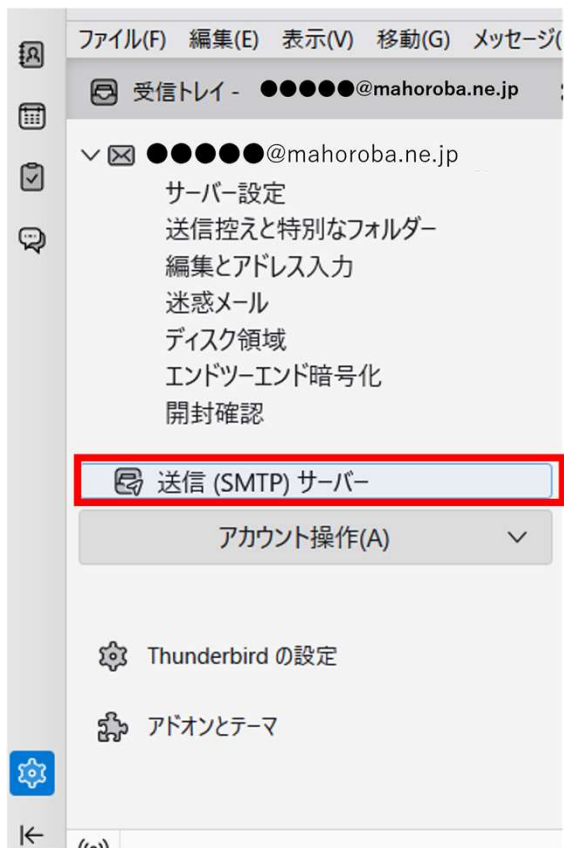 ファイル(F) 編集(E) 表示(V) 移動(G) メッセージ(
受信トレイ - ●●●●●@mahoroba.ne.jp
●●●●●@mahoroba.ne.jp
サーバー設定
送信控えと特別なフォルダー
編集とアドレス入力
迷惑メール
ディスク領域
エンドツーエンド暗号化
開封確認
送信 (SMTP) サーバー
アカウント操作(A)
Thunderbird の設定
アドオンとテーマ